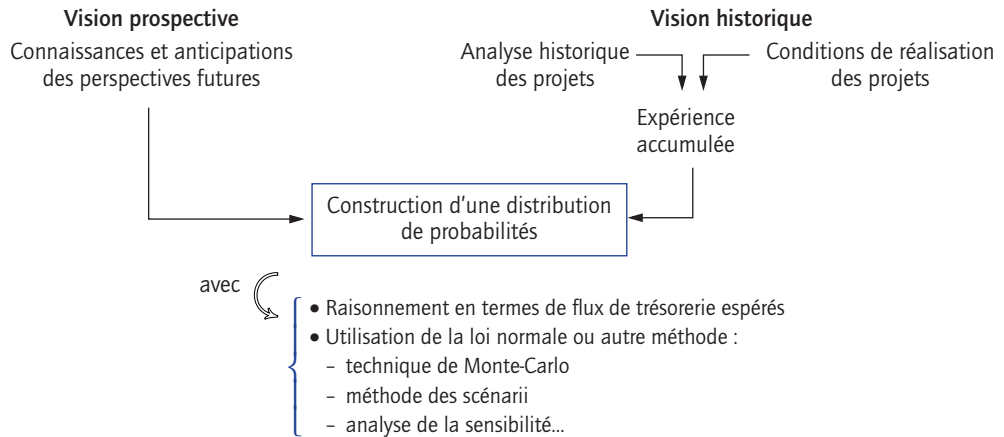 Vision prospective
Connaissances et anticipations
des perspectives futures
Vision historique
Analyse historique
des projets
Conditions de réalisation
des projets
Expérience
accumulée
Construction d'une distribution
de probabilités
avec
• Raisonnement en termes de flux de trésorerie espérés
• Utilisation de la loi normale ou autre méthode :
– technique de Monte-Carlo
– méthode des scénarii
– analyse de la sensibilité...